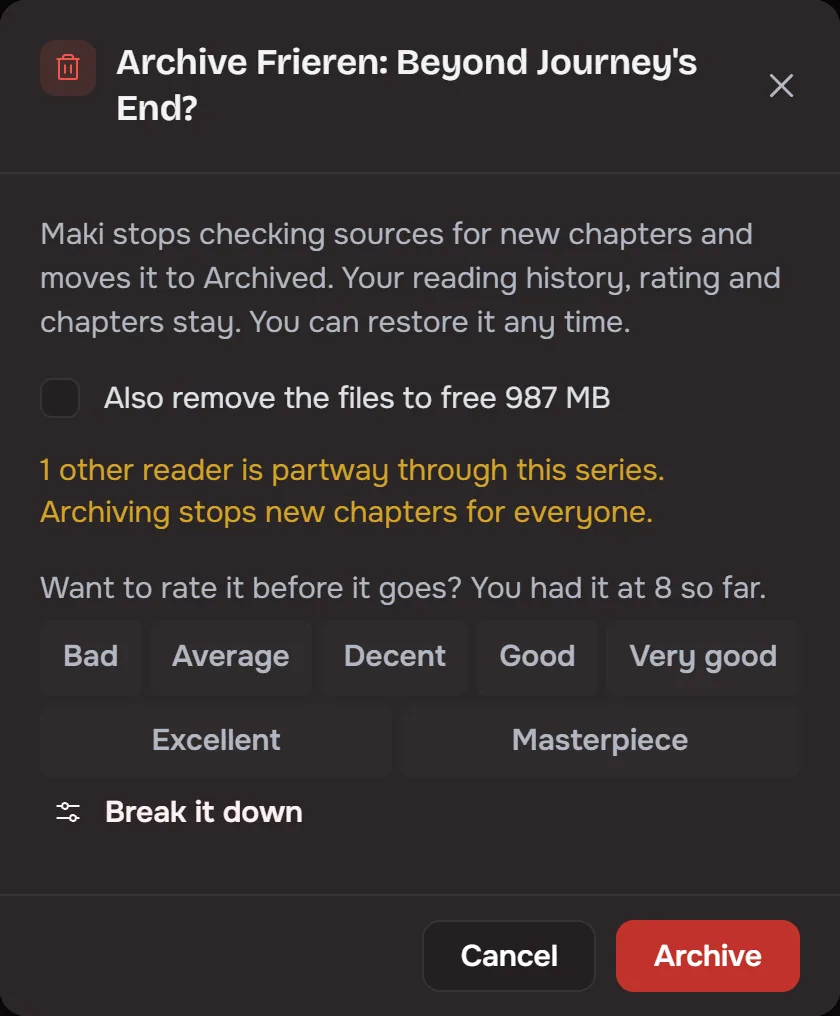 Archive Frieren: Beyond Journey's
End?
Maki stops checking sources for new chapters and
moves it to Archived. Your reading history, rating and
chapters stay. You can restore it any time.
Also remove the files to free 987 MB
1 other reader is partway through this series.
Archiving stops new chapters for everyone.
Want to rate it before it goes? You had it at 8 so far.
Bad Average Decent Good Very good
Excellent Masterpiece
Break it down
Cancel Archive